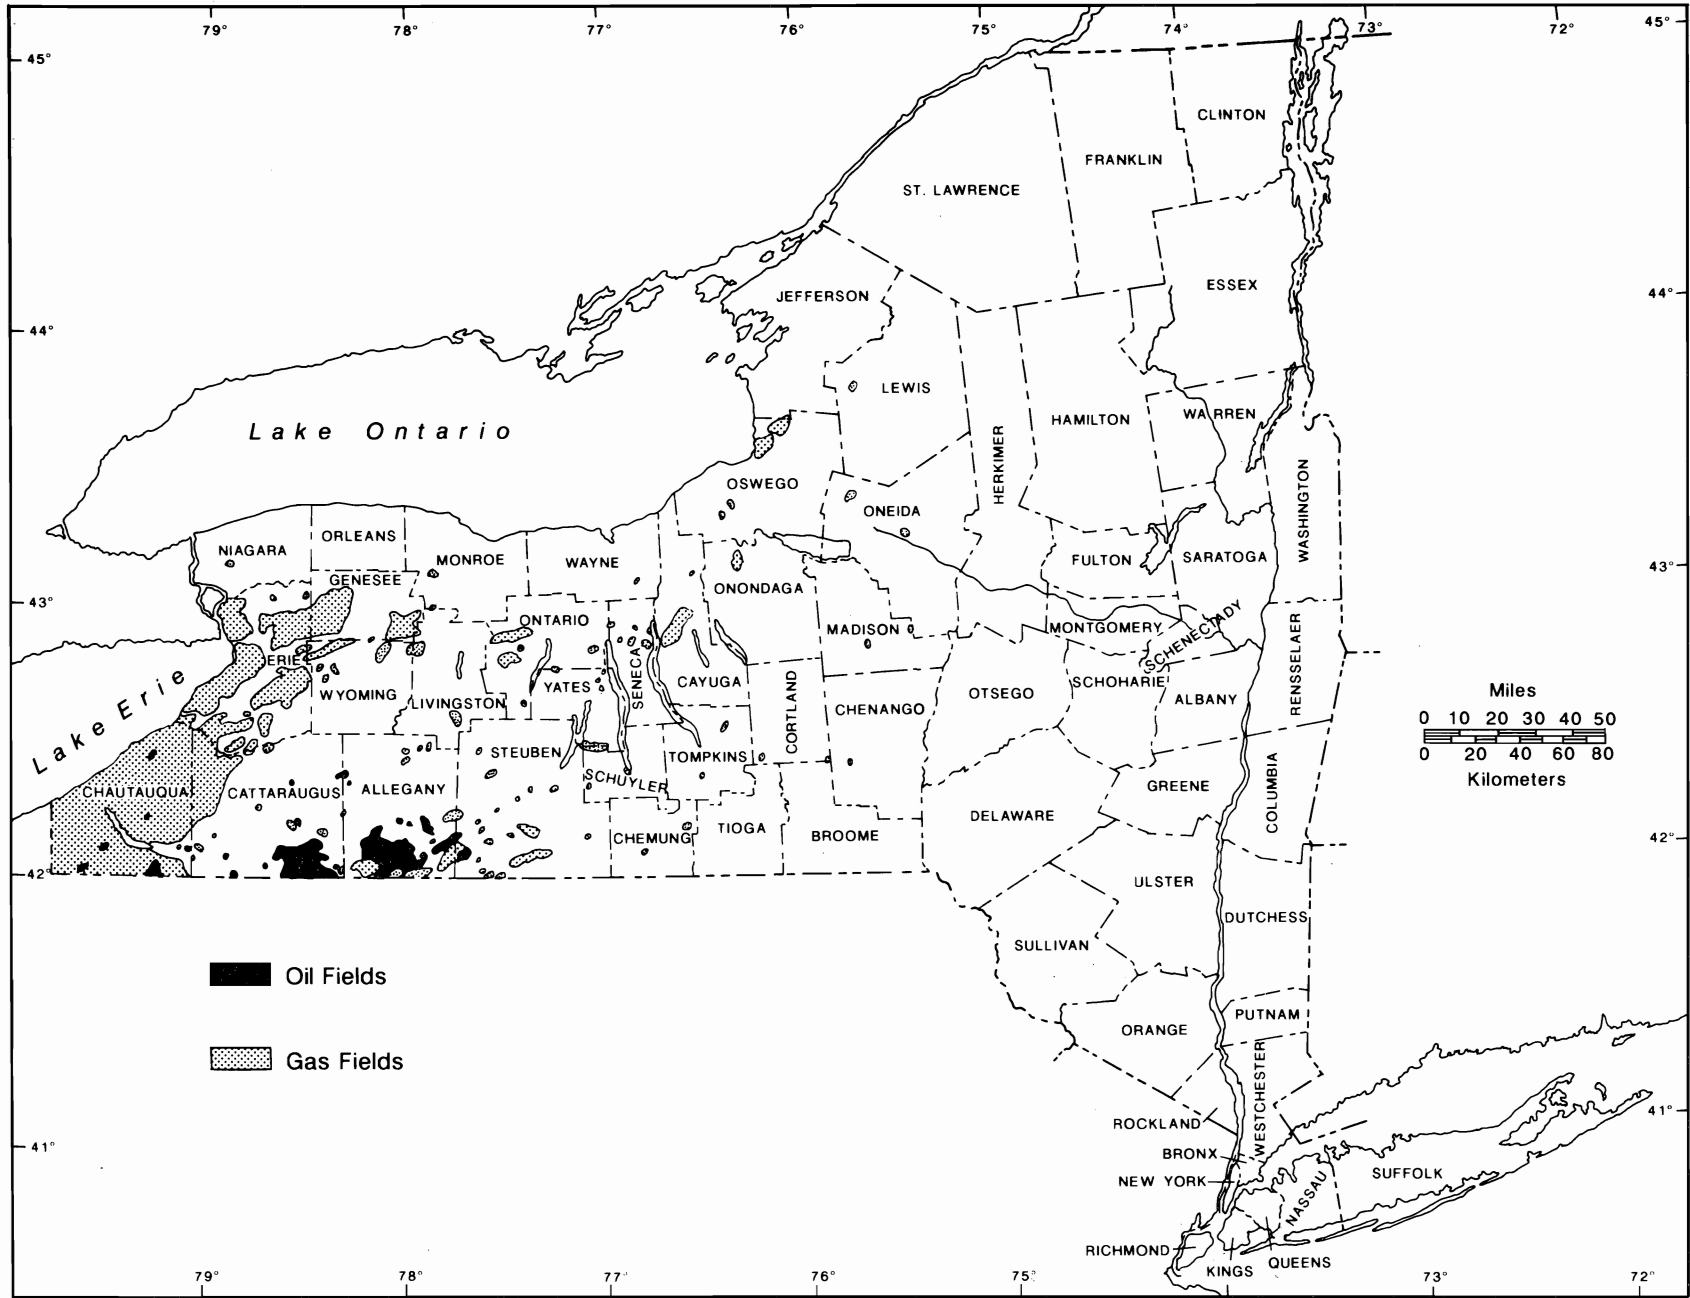 79° 78° 77° 76° 75° 74° 73° 72° 45°
45°
CLINTON
FRANKLIN
ST. LAWRENCE
ESSEX
44°
JEFFERSON
44°
LEWIS
WARREN
HAMILTON
Lake Ontario
HERKIMER
WASHINGTON
OSWEGO
ONEIDA
ORLEANS
NIAGARA
MONROE
WAYNE
FULTON
SARATOGA
43°
GENESEE
ONONDAGA
43°
ONTARIO
MADISON
MONTGOMERY
SCHENECTADY
RENSSELAER
ERIE
SENECA
CAYUGA
SCHOHARIE
YATES
WYOMING
LIVINGSTON
OTSEGO
ALBANY
Lake Erie
CORTLAND
CHENANGO
Miles
0 10 20 30 40 50
0 20 40 60 80
Kilometers
STEUBEN
TOMPKINS
SCHUYLER
CHAUTAUQUA
CATTARAUGUS
ALLEGANY
GREENE
COLUMBIA
DELAWARE
CHEMUNG
TIOGA
BROOME
42°
42°
ULSTER
DUTCHESS
SULLIVAN
Oil Fields
PUTNAM
ORANGE
Gas Fields
WESTCHESTER
41°
ROCKLAND
41°
BRONX
NEW YORK
SUFFOLK
NASSAU
RICHMOND
KINGS
QUEENS
79° 78° 77° 76° 75° 73° 72°